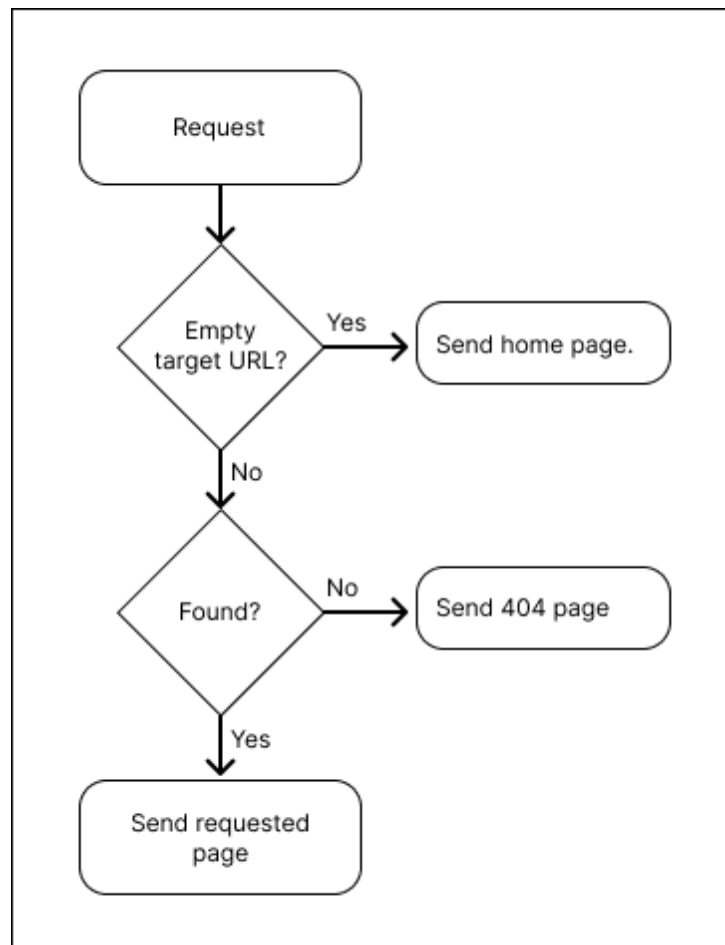 Request
Empty
target URL?
Yes
Send home page.
No
Found?
No
Send 404 page
Yes
Send requested
page